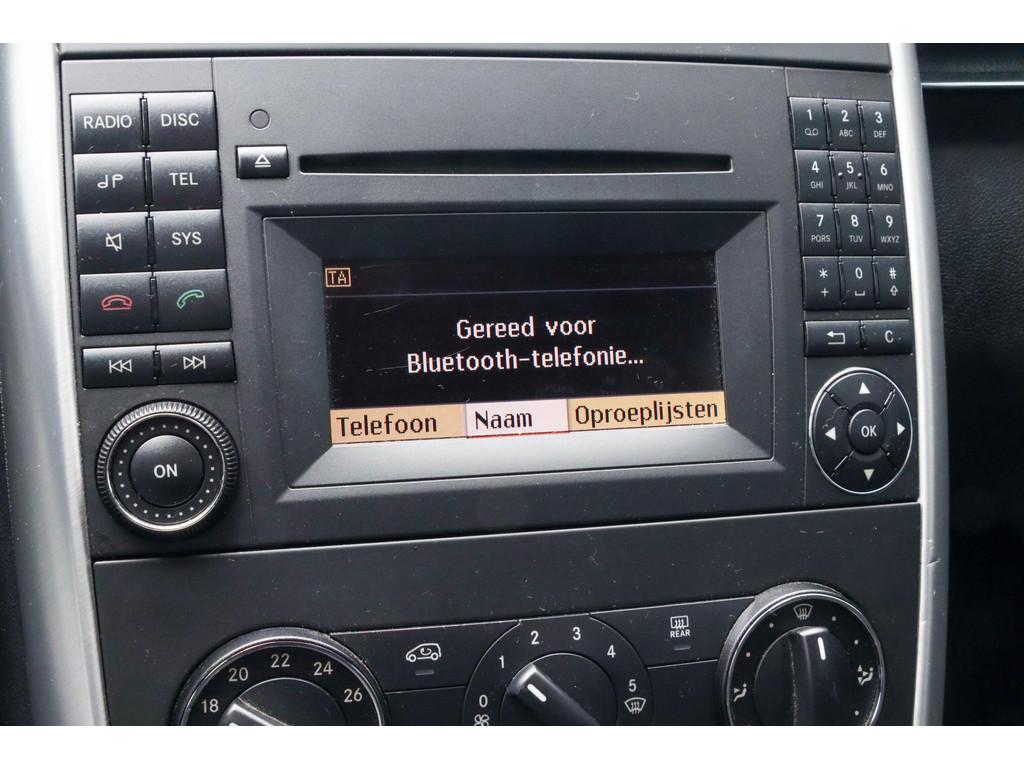 RADIO DISC
TEL
SYS
ON
TA
Gereed voor
Bluetooth-telefonie...
Telefoon Naam Oproeplijsten
1 2 3
ABC DEF
4 5 6
GHI JKL MNO
7 8 9
PQRS TUV WXYZ
* 0 #
+
C
OK
18 20 22 24 26
0 1 2 3 4 5
REAR